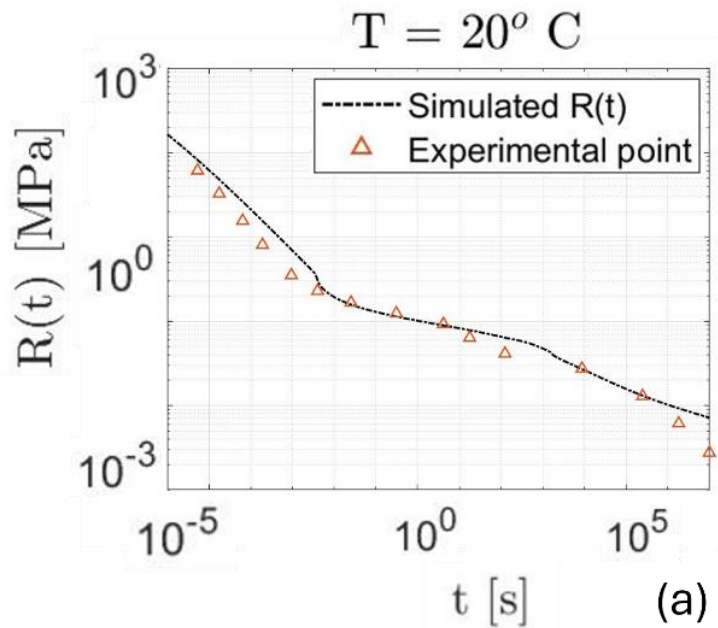 T = 20° C
10³
Simulated R(t)
Experimental point
R(t) [MPa]
10⁰
10⁻³
10⁻⁵
10⁰
10⁵
t [s]
(a)